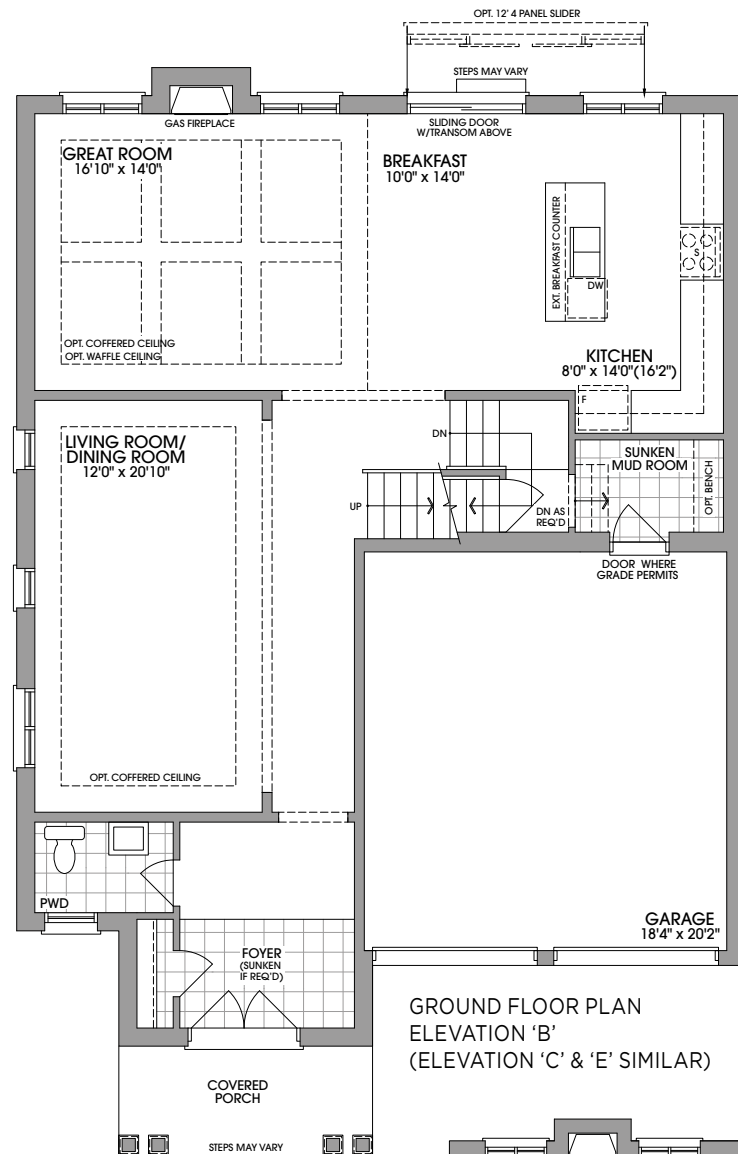 OPT. 12' 4 PANEL SLIDER
STEPS MAY VARY
GAS FIREPLACE
SLIDING DOOR
W/TRANSOM ABOVE
GREAT ROOM
16'10" x 14'0"
BREAKFAST
10'0" x 14'0"
EXT. BREAKFAST COUNTER
DW
S
OPT. COFFERED CEILING
OPT. WAFFLE CEILING
KITCHEN
8'0" x 14'0"(16'2")
F
LIVING ROOM/
DINING ROOM
12'0" x 20'10"
DN
UP
DN AS
REQ'D
SUNKEN
MUD ROOM
OPT. BENCH
DOOR WHERE
GRADE PERMITS
OPT. COFFERED CEILING
PWD
FOYER
(SUNKEN
IF REQ'D)
GARAGE
18'4" x 20'2"
GROUND FLOOR PLAN
ELEVATION ‘B’
(ELEVATION ‘C’ & ‘E’ SIMILAR)
COVERED
PORCH
STEPS MAY VARY